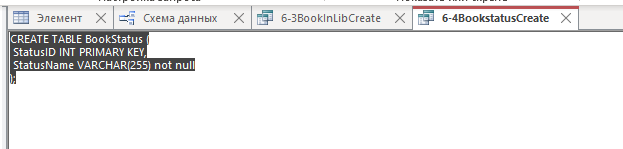 Элемент
Схема данных
6-3BookInLibCreate
6-4BookstatusCreate
CREATE TABLE BookStatus (
StatusID INT PRIMARY KEY,
StatusName VARCHAR(255) not null
);